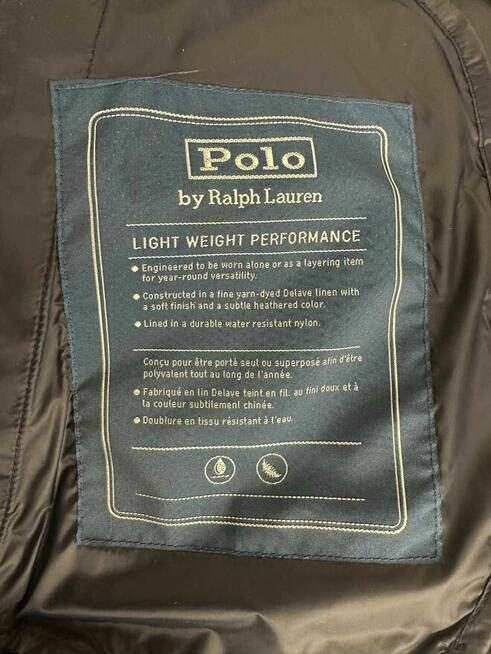 Polo
by Ralph Lauren
LIGHT WEIGHT PERFORMANCE
Engineered to be worn alone or as a layering item
for year-round versatility.
Constructed in a fine yarn-dyed Delave linen with
a soft finish and a subtle heathered color.
Lined in a durable water resistant nylon.
Conçu pour être porté seul ou superposé afin d'être
polyvalent tout au long de l'année.
Fabriqué en lin Delave teint en fil. au fini doux et à
la couleur subtilement chinée.
Doublure en tissu résistant à l'eau.